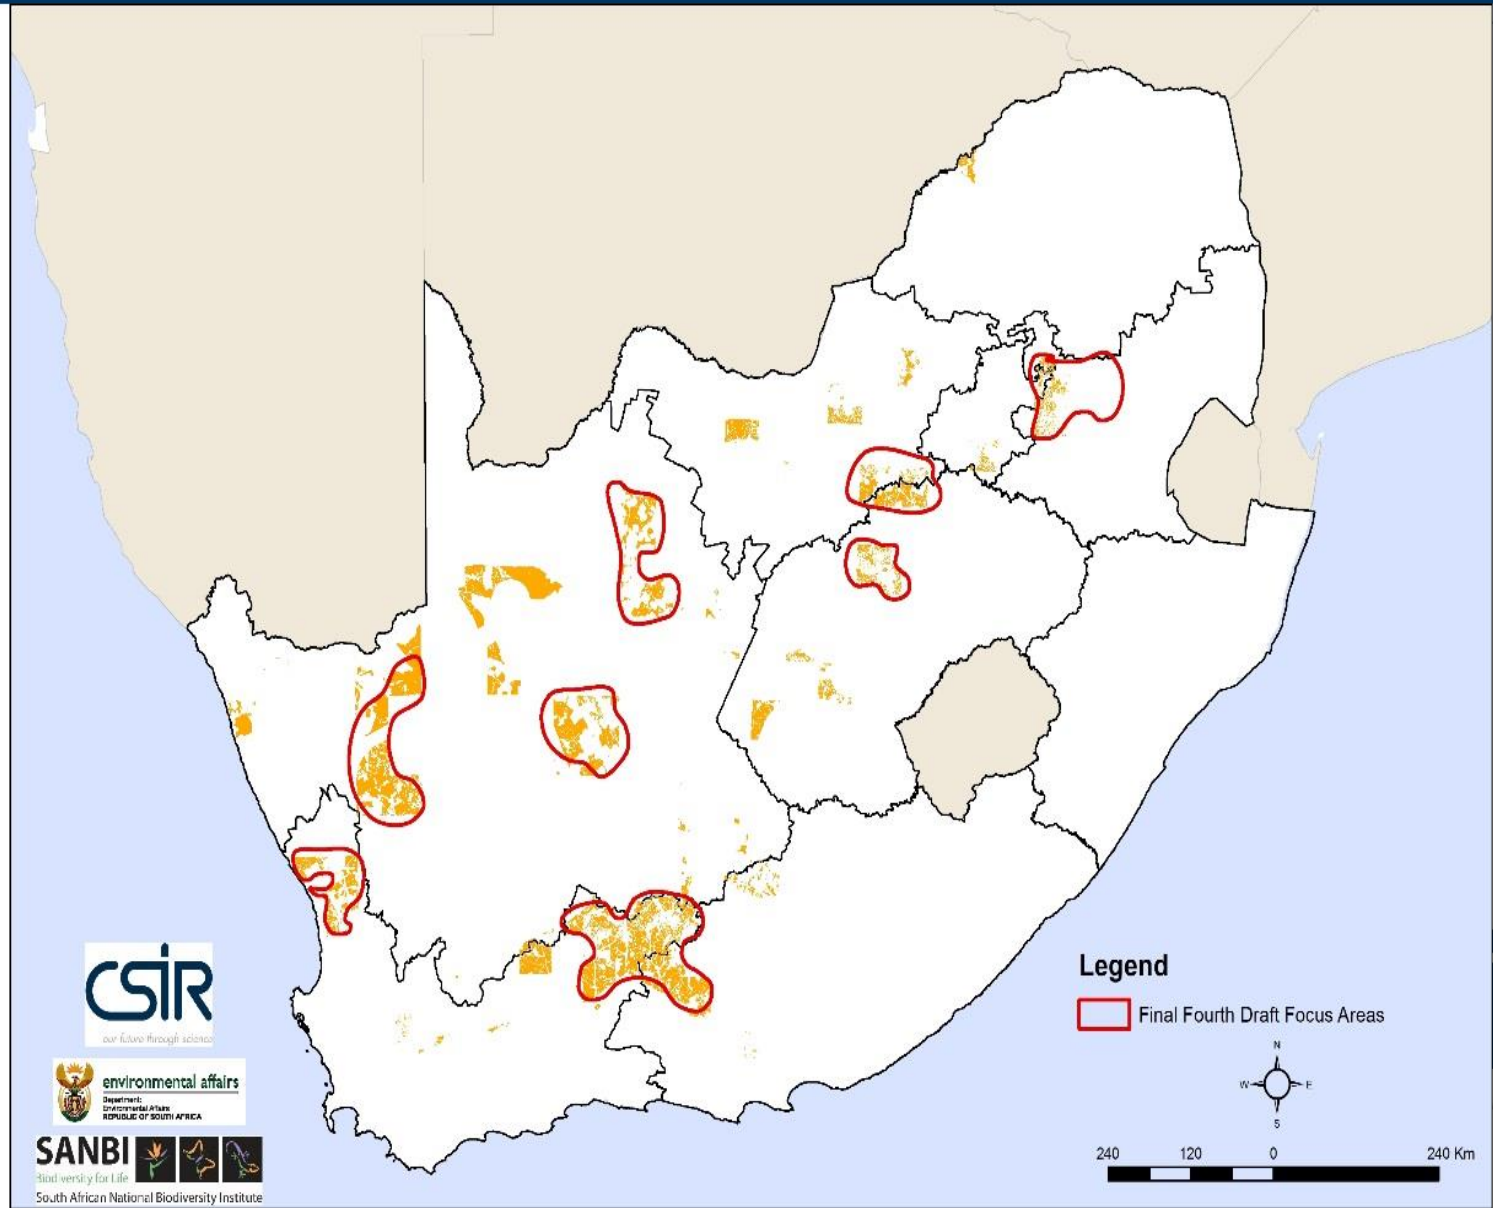 CSIR
our future through science
environmental affairs
Department:
Environmental Affairs
REPUBLIC OF SOUTH AFRICA
SANBI
Biodiversity for Life
South African National Biodiversity Institute
Legend
Final Fourth Draft Focus Areas
N
W E
S
240 120 0 240 Km